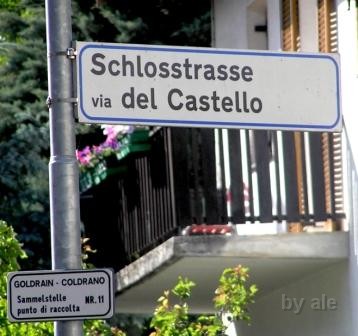 Schlosstrasse
via del Castello
GOLDRAIN - COLDRANO
Sammelstelle
punto di raccolta NR. 11
by ale